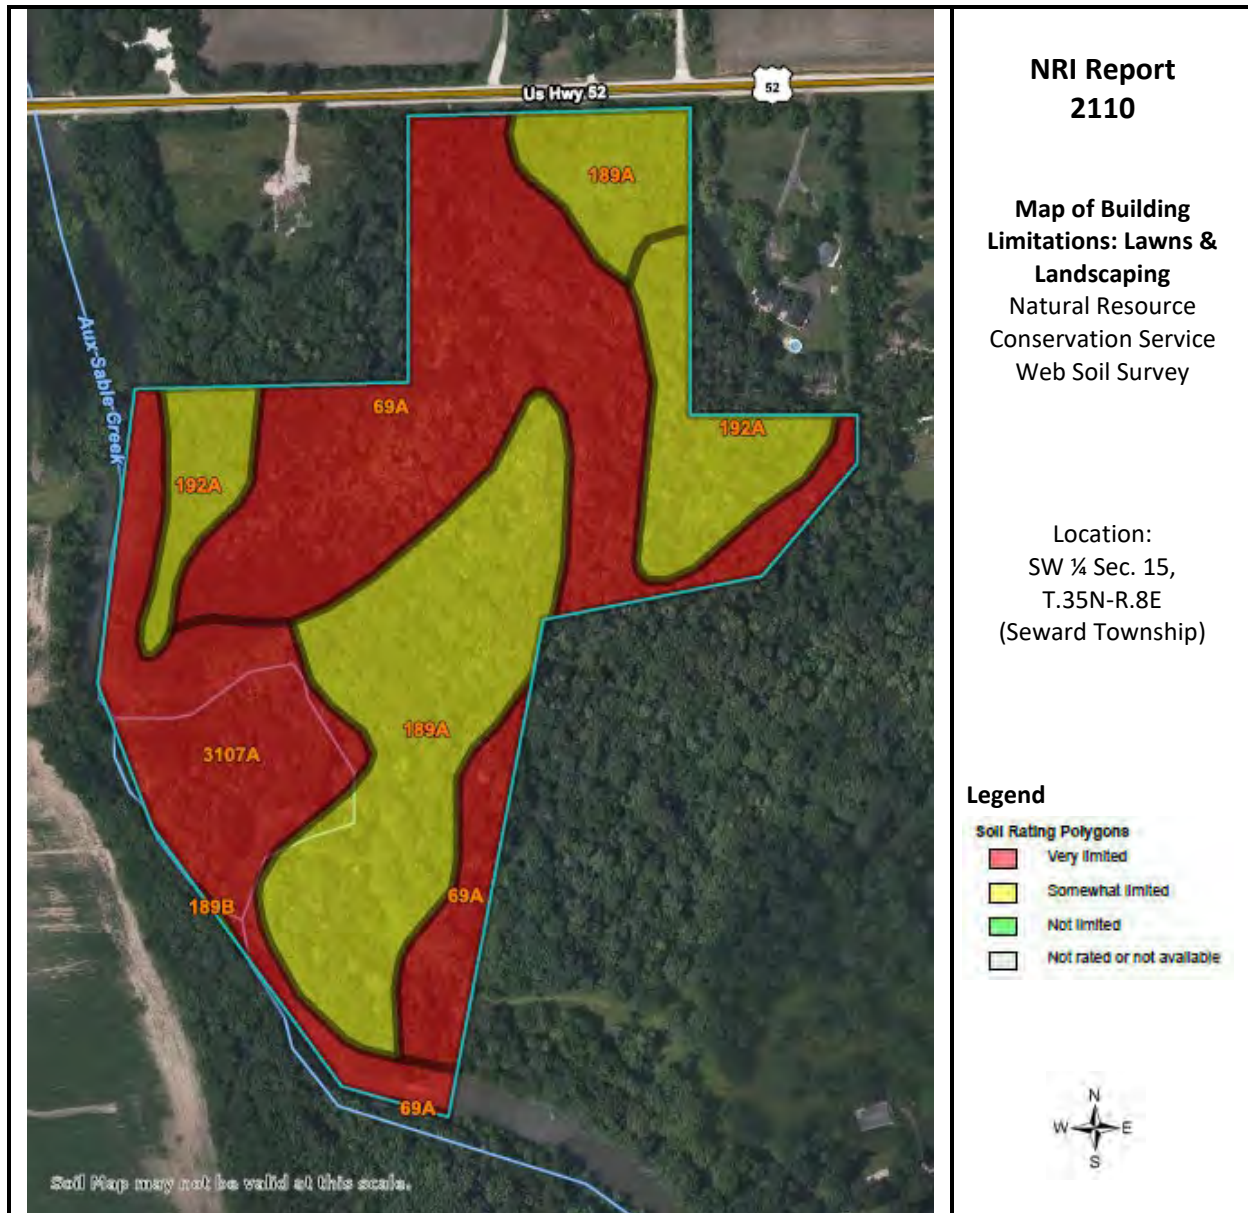 Us Hwy 52
52
189A
Aux Sable Creek
69A
192A
192A
189A
3107A
189B
69A
69A
Soil Map may not be valid at this scale.
NRI Report
2110
Map of Building
Limitations: Lawns &
Landscaping
Natural Resource
Conservation Service
Web Soil Survey
Location:
SW ¼ Sec. 15,
T.35N-R.8E
(Seward Township)
Legend
Soil Rating Polygons
Very limited
Somewhat limited
Not limited
Not rated or not available
N
W E
S